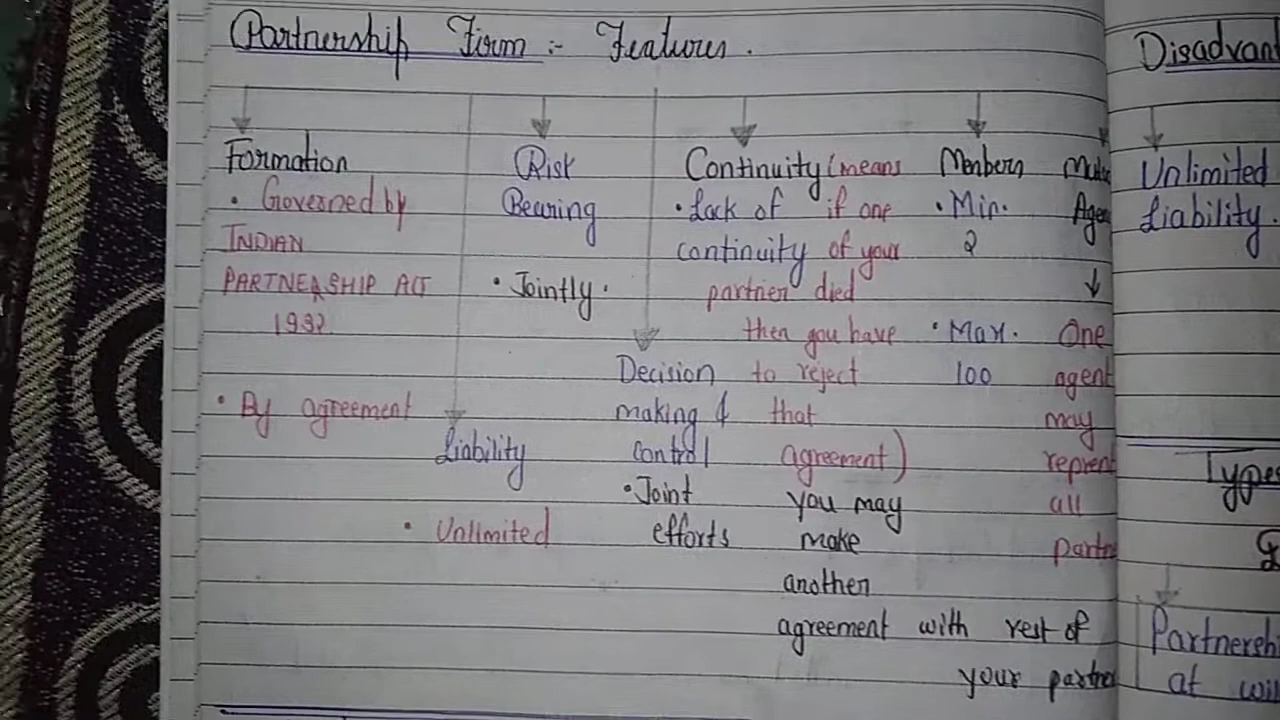 Partnership Firm :- Features.
Formation
• Governed by
INDIAN
PARTNERSHIP ACT
1932
• By agreement
Liability
• Unlimited
Risk
Bearing
• Jointly.
Decision
making &
control
• Joint
efforts
Continuity (means
• Lack of if one
continuity of your
partner died
then you have
to reject
that
agreement)
you may
make
another
agreement with rest of
your
Members
• Min.
2
• Max.
100
One
agent
may
all
Unlimited
Liability.
at